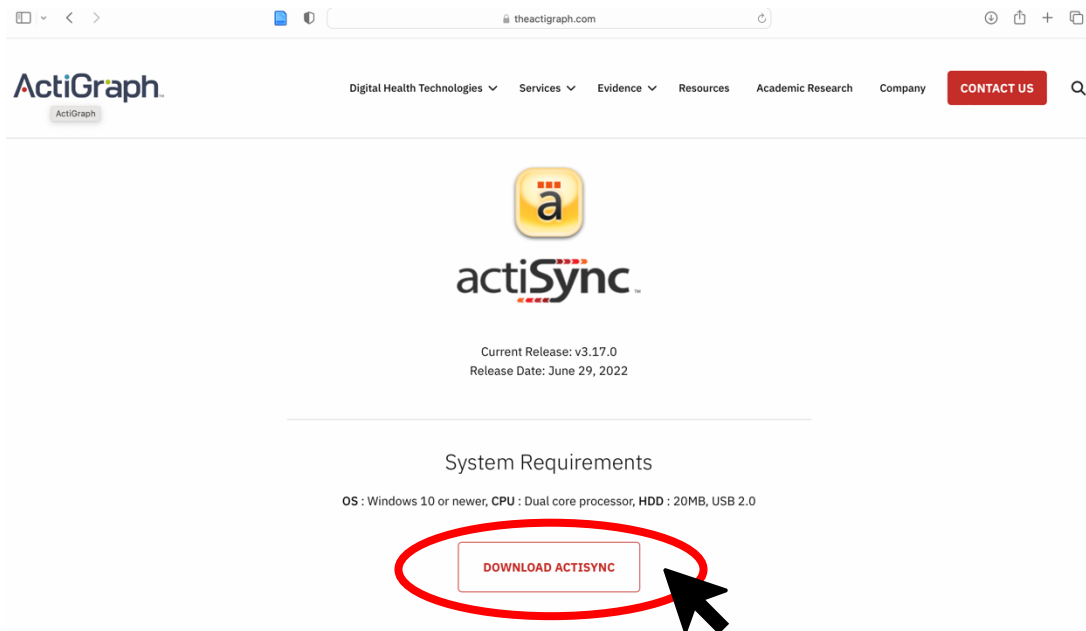 theactigraph.com
ActiGraph
Digital Health Technologies Services Evidence Resources Academic Research Company CONTACT US
ActiGraph
ä
actiSync™
Current Release: v3.17.0
Release Date: June 29, 2022
System Requirements
OS : Windows 10 or newer, CPU : Dual core processor, HDD : 20MB, USB 2.0
DOWNLOAD ACTISYNC